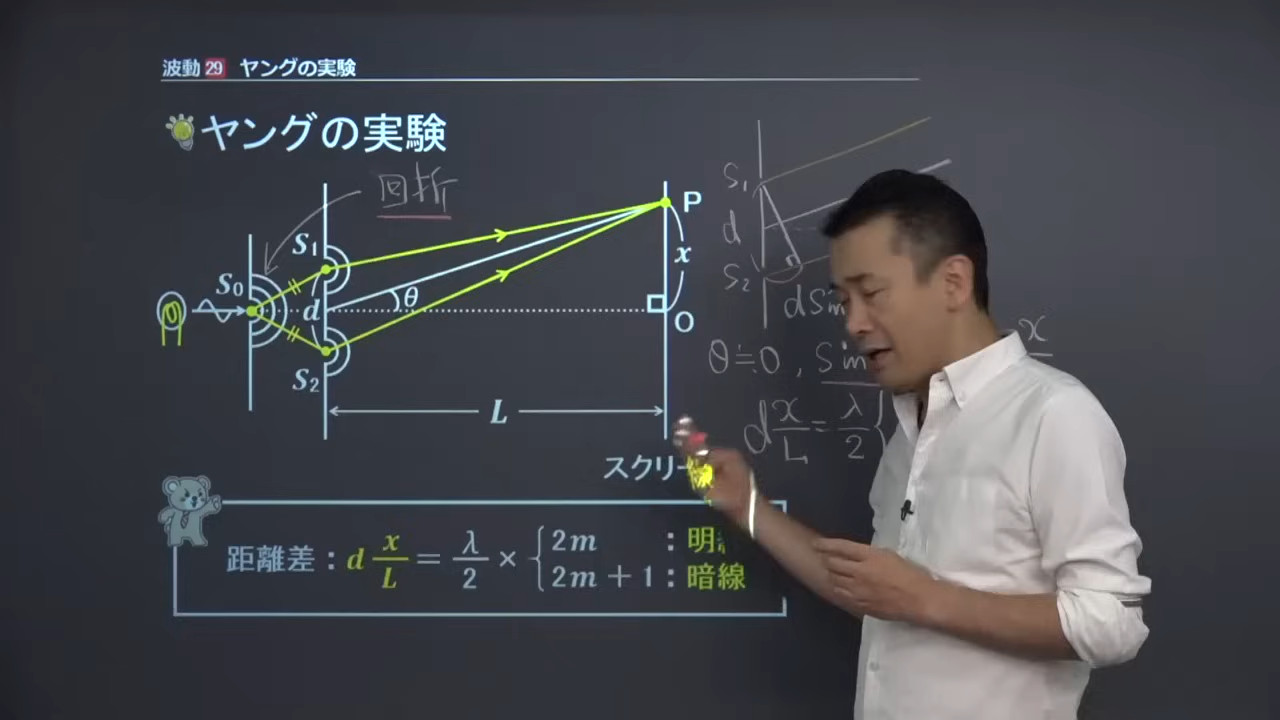 波動 29 ヤングの実験
ヤングの実験
回折
S₀
S₁
d
S₂
θ
P
x
O
L
スクリー
S₁
d
S₂
d sin
θ≒0 , sin x
d x/L = λ/2 {
距離差 : d x/L = λ/2 × { 2m : 明
2m + 1 : 暗線